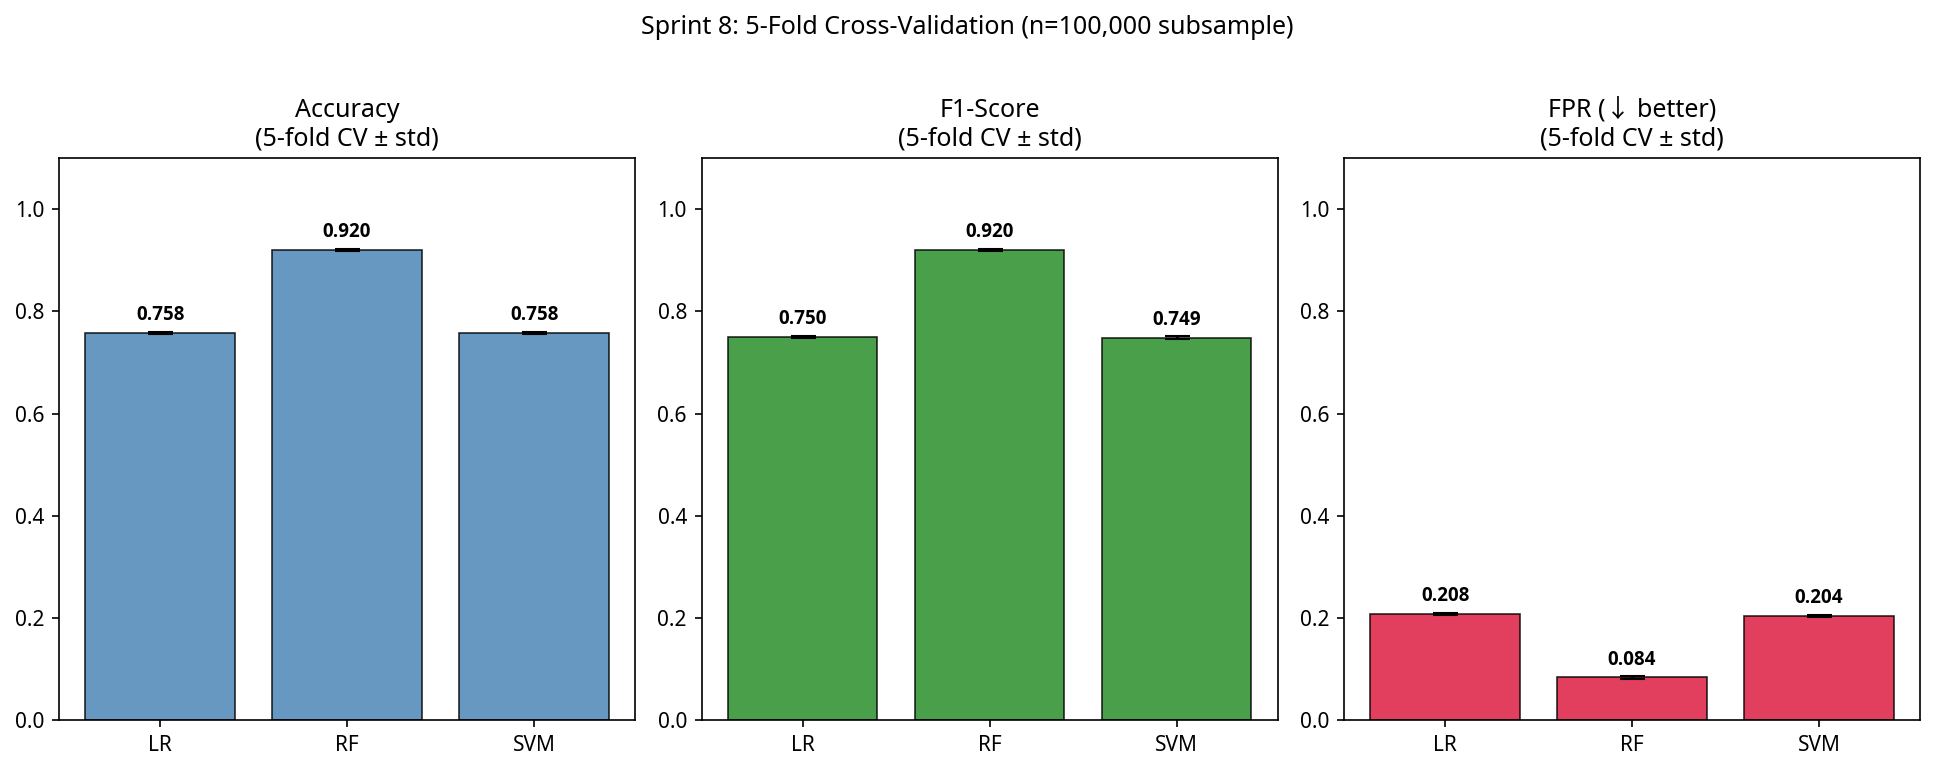 Sprint 8: 5-Fold Cross-Validation (n=100,000 subsample)
Accuracy
(5-fold CV ± std)
1.0
0.8
0.6
0.4
0.2
0.0
0.758
0.920
0.758
LR
RF
SVM
F1-Score
(5-fold CV ± std)
1.0
0.8
0.6
0.4
0.2
0.0
0.750
0.920
0.749
LR
RF
SVM
FPR (↓ better)
(5-fold CV ± std)
1.0
0.8
0.6
0.4
0.2
0.0
0.208
0.084
0.204
LR
RF
SVM